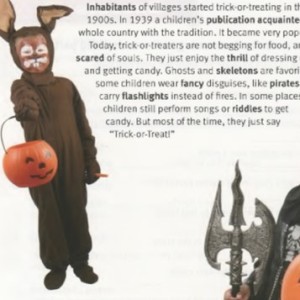 Inhabitants of villages started trick-or-treating in th
1900s. In 1939 a children's publication acquainte
whole country with the tradition. It became very pop
Today, trick-or-treaters are not begging for food, a
scared of souls. They just enjoy the thrill of dressing
and getting candy. Ghosts and skeletons are favori
some children wear fancy disguises, like pirates
carry flashlights instead of fires. In some places
children still perform songs or riddles to get
candy. But most of the time, they just say
"Trick-or-Treat!"